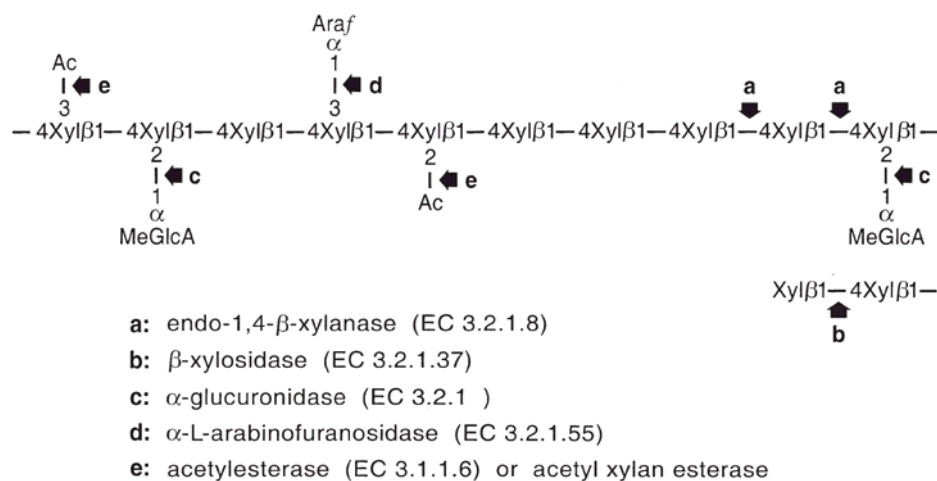 Araf
α
Ac 1
e d
3 3
— 4Xylβ1— 4Xylβ1— 4Xylβ1— 4Xylβ1— 4Xylβ1— 4Xylβ1— 4Xylβ1— 4Xylβ1— 4Xylβ1— 4Xylβ1—
a a
2 2 2
c e c
1 Ac 1
α α
MeGlcA MeGlcA
Xylβ1— 4Xylβ1—
b
a: endo-1,4-β-xylanase (EC 3.2.1.8)
b: β-xylosidase (EC 3.2.1.37)
c: α-glucuronidase (EC 3.2.1 )
d: α-L-arabinofuranosidase (EC 3.2.1.55)
e: acetylesterase (EC 3.1.1.6) or acetyl xylan esterase